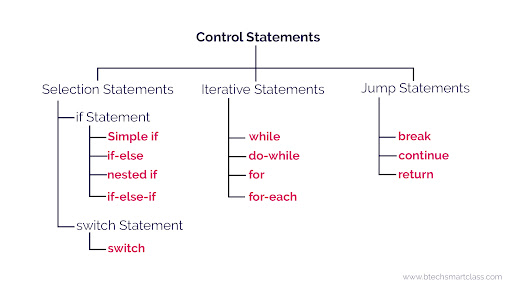 Control Statements
Selection Statements
if Statement
Simple if
if-else
nested if
if-else-if
switch Statement
switch
Iterative Statements
while
do-while
for
for-each
Jump Statements
break
continue
return
www.btechsmartclass.com